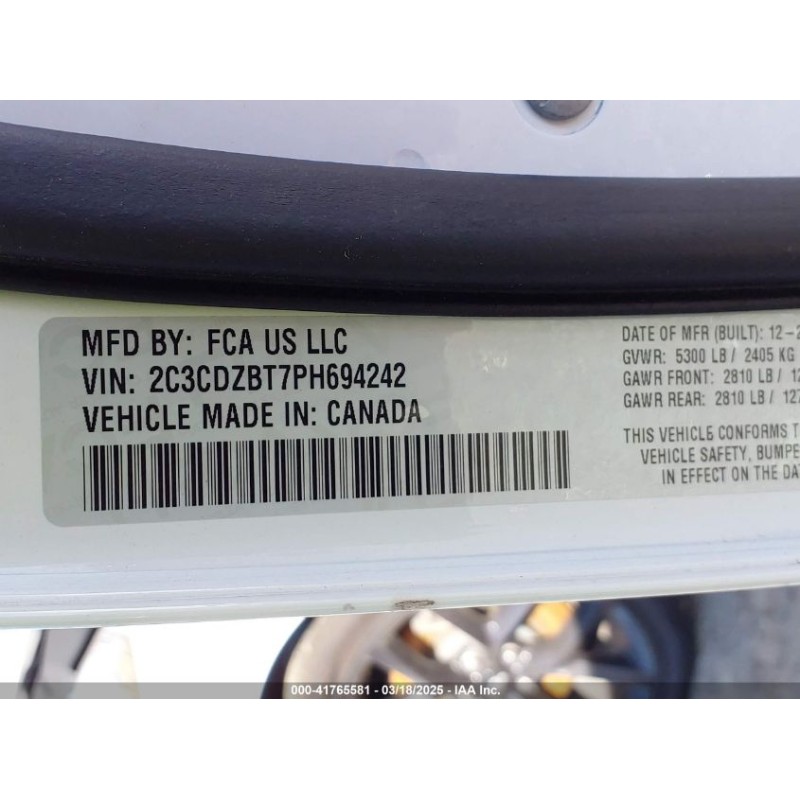 MFD BY: FCA US LLC
VIN: 2C3CDZBT7PH694242
VEHICLE MADE IN: CANADA
DATE OF MFR (BUILT): 12-2
GVWR: 5300 LB / 2405 KG
GAWR FRONT: 2810 LB / 12
GAWR REAR: 2810 LB / 127
THIS VEHICLE CONFORMS T
VEHICLE SAFETY, BUMPE
IN EFFECT ON THE DA
000-41765581 | 03/18/2025 - IAA Inc.